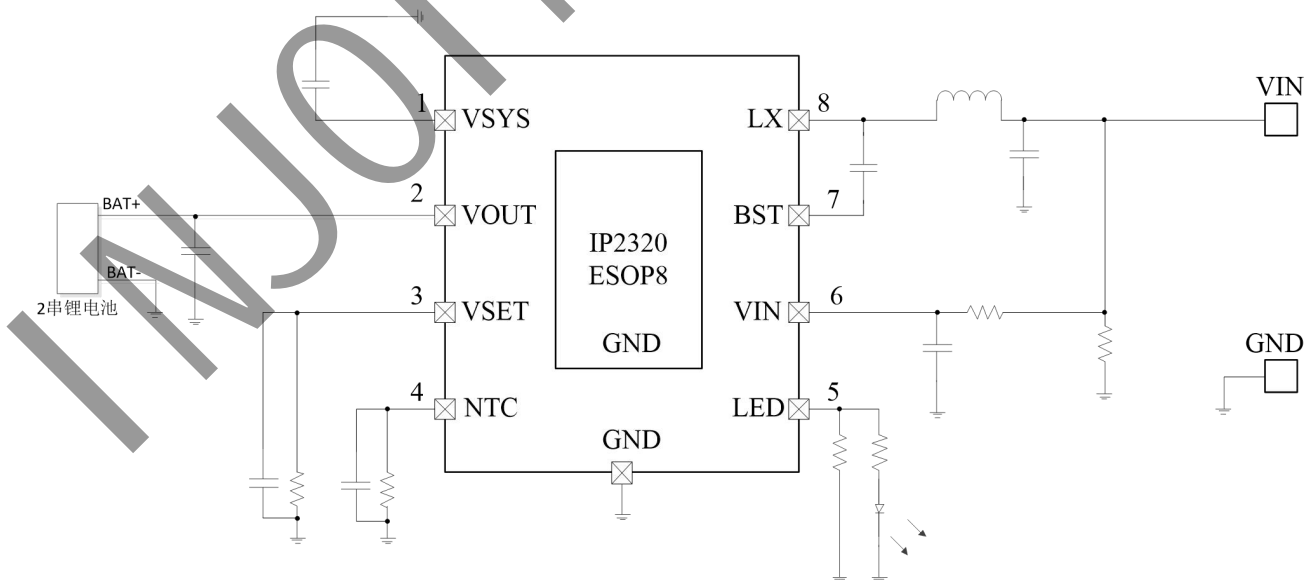 VIN
1
VSYS
LX
8
BAT+
2
VOUT
BST
7
IP2320
ESOP8
BAT-
2串锂电池
3
VSET
VIN
6
GND
GND
4
NTC
LED
5
GND
INJOI